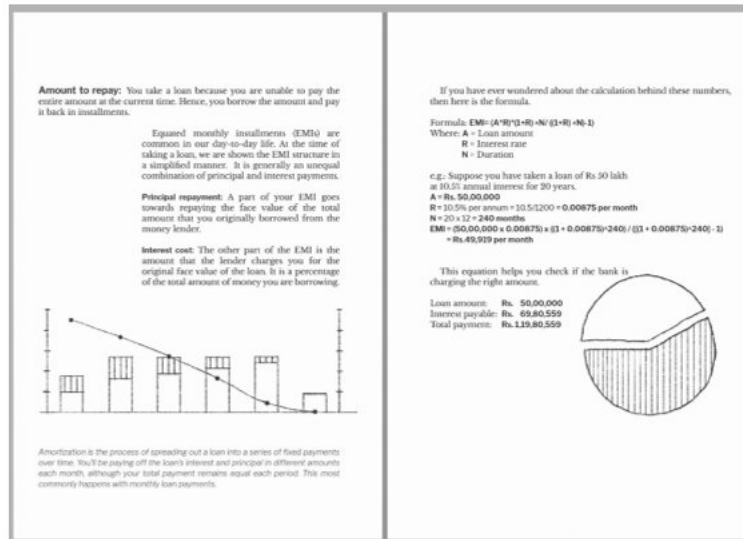 Amount to repay: You take a loan because you are unable to pay the
entire amount at the current time. Hence, you borrow the amount and pay
it back in installments.
Equated monthly installments (EMIs) are
common in our day-to-day life. At the time of
taking a loan, we are shown the EMI structure in
a simplified manner. It is generally an unequal
combination of principal and interest payments.
Principal repayment: A part of your EMI goes
towards repaying the face value of the total
amount that you originally borrowed from the
money lender.
Interest cost: The other part of the EMI is the
amount that the lender charges you for the
original face value of the loan. It is a percentage
of the total amount of money you are borrowing.
Amortization is the process of spreading out a loan into a series of fixed payments
over time. You'll be paying off the loan's interest and principal in different amounts
each month, although your total payment remains equal each period. This most
commonly happens with monthly loan payments.
If you have ever wondered about the calculation behind these numbers,
then here is the formula.
Formula: EMI= (A*R)*(1+R) ^N/ ((1+R) ^N)-1)
Where: A = Loan amount
R = Interest rate
N = Duration
e.g.: Suppose you have taken a loan of Rs 50 lakh
at 10.5% annual interest for 20 years.
A = Rs. 50,00,000
R = 10.5% per annum = 10.5/1200 = 0.00875 per month
N = 20 x 12 = 240 months
EMI = (50,00,000 x 0.00875) x ((1 + 0.00875)^240) / ([(1 + 0.00875)^240] - 1)
= Rs.49,919 per month
This equation helps you check if the bank is
charging the right amount.
Loan amount: Rs. 50,00,000
Interest payable: Rs. 69,80,559
Total payment: Rs.1,19,80,559